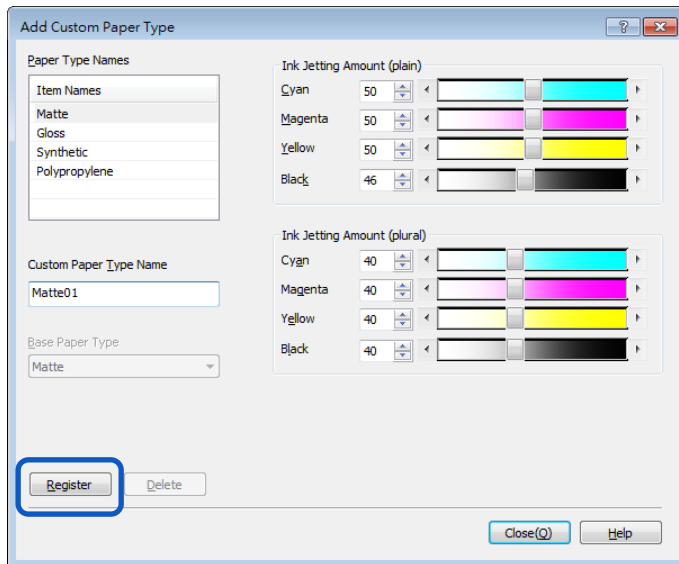 Add Custom Paper Type
Paper Type Names
Item Names
Matte
Gloss
Synthetic
Polypropylene
Custom Paper Type Name
Matte01
Base Paper Type
Matte
Ink Jetting Amount (plain)
Cyan 50
Magenta 50
Yellow 50
Black 46
Ink Jetting Amount (plural)
Cyan 40
Magenta 40
Yellow 40
Black 40
Register Delete
Close(Q) Help